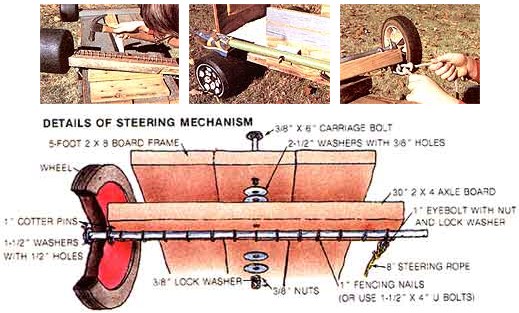 DETAILS OF STEERING MECHANISM
3/8" X 6" CARRIAGE BOLT
5-FOOT 2 X 8 BOARD FRAME
2-1/2" WASHERS WITH 3/8" HOLES
WHEEL
30" 2 X 4 AXLE BOARD
1" COTTER PINS
1" EYEBOLT WITH NUT
AND LOCK WASHER
1-1/2" WASHERS
WITH 1/2" HOLES
8' STEERING ROPE
3/8" LOCK WASHER
3/8" NUTS
1" FENCING NAILS
(OR USE 1-1/2" X 4" U BOLTS)